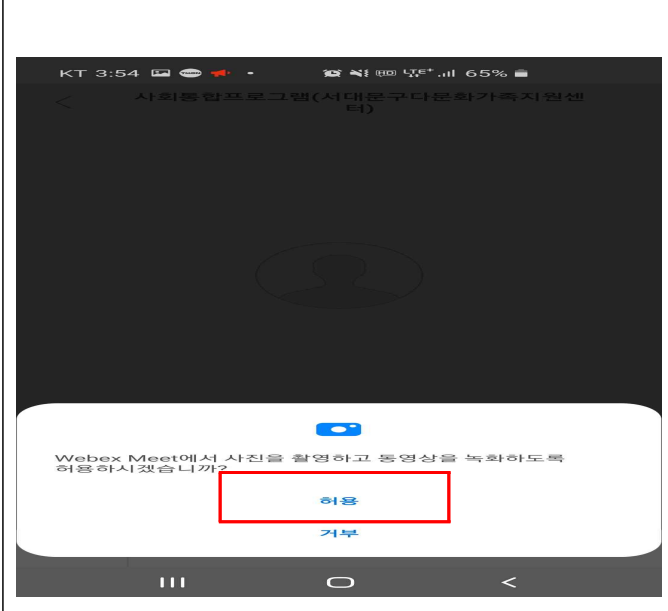 KT 3:54
HD LTE+ 65%
사회통합프로그램(서대문구다문화가족지원센
터)
Webex Meet에서 사진을 촬영하고 동영상을 녹화하도록
허용하시겠습니까?
허용
거부